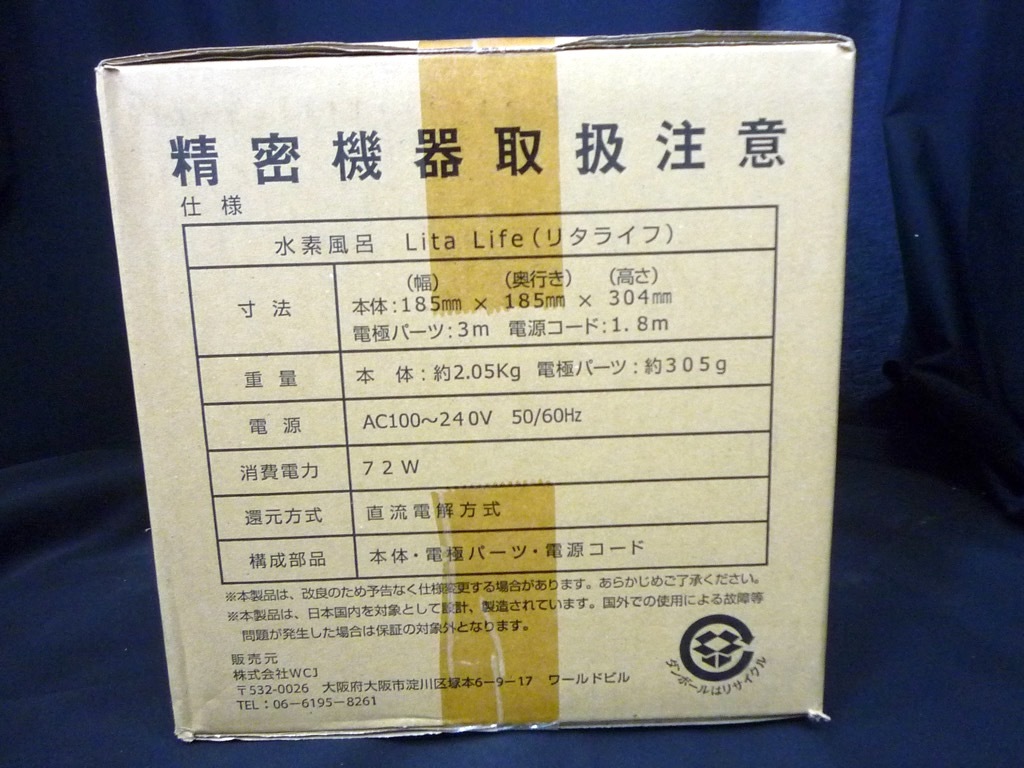 精密機器取扱注意
仕様
水素風呂 Lita Life(リタライフ)
寸法
(幅) (奥行き) (高さ)
本体:185㎜ × 185㎜ × 304㎜
電極パーツ:3m 電源コード:1.8m
重量
本 体:約2.05Kg 電極パーツ:約305g
電源
AC100～240V 50/60Hz
消費電力
72W
還元方式
直流電解方式
構成部品
本体・電極パーツ・電源コード
※本製品は、改良のため予告なく仕様変更する場合があります。あらかじめご了承ください。
※本製品は、日本国内を対象として設計、製造されています。国外での使用による故障等
問題が発生した場合は保証の対象外となります。
販売元
株式会社WCJ
〒532-0026 大阪府大阪市淀川区塚本6-9-17 ワールドビル
TEL:06-6195-8261
ダンボールはリサイクル